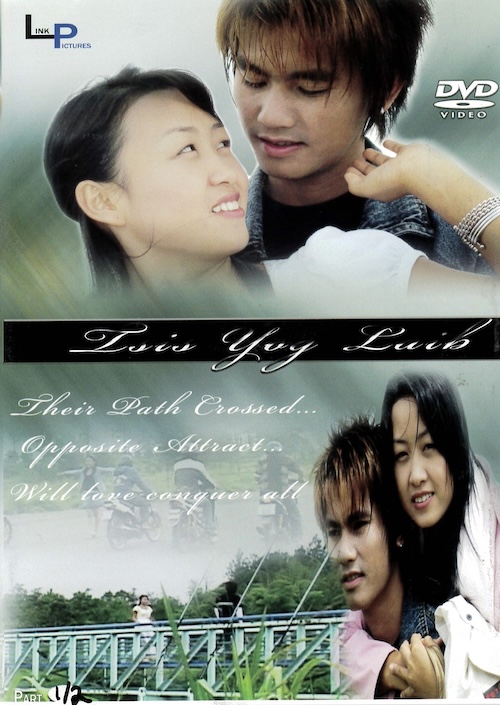 LINK
PICTURES
DVD
VIDEO
Tsis Yog Luib
Their Path Crossed...
Opposite Attract...
Will love conquer all
PART 1/2